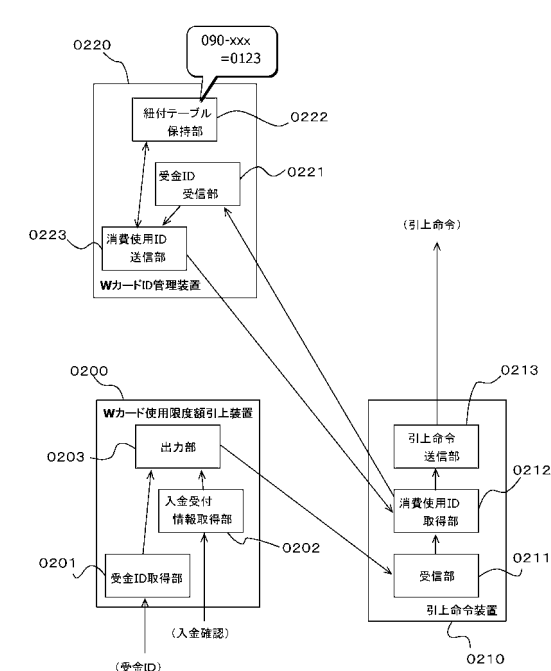 090-xxx
=0123
0220
紐付テーブル
保持部
0222
受金ID
受信部
0221
0223
消費使用ID
送信部
Wカード ID管理装置
(引上命令)
0200
Wカード使用限度額引上装置
0203
出力部
入金受付
情報取得部
0202
0201
受金ID取得部
(入金確認)
(受金ID)
0213
引上命令
送信部
0212
消費使用ID
取得部
0211
受信部
引上命令装置
0210